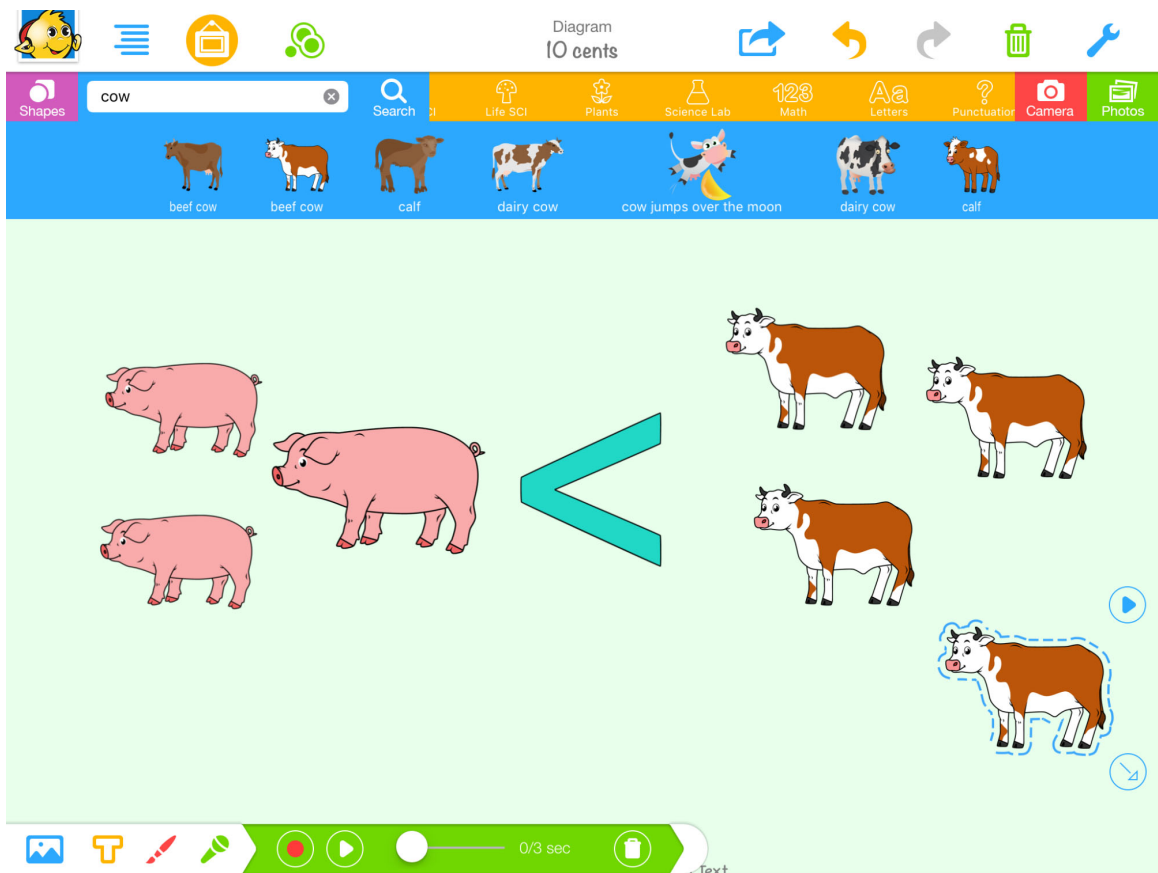 Diagram
10 cents
Shapes
cow
Search
CI
Life SCI
Plants
Science Lab
123
Math
Aa
Letters
?
Punctuation
Camera
Photos
beef cow
beef cow
calf
dairy cow
cow jumps over the moon
dairy cow
calf
<
T
0/3 sec
Text